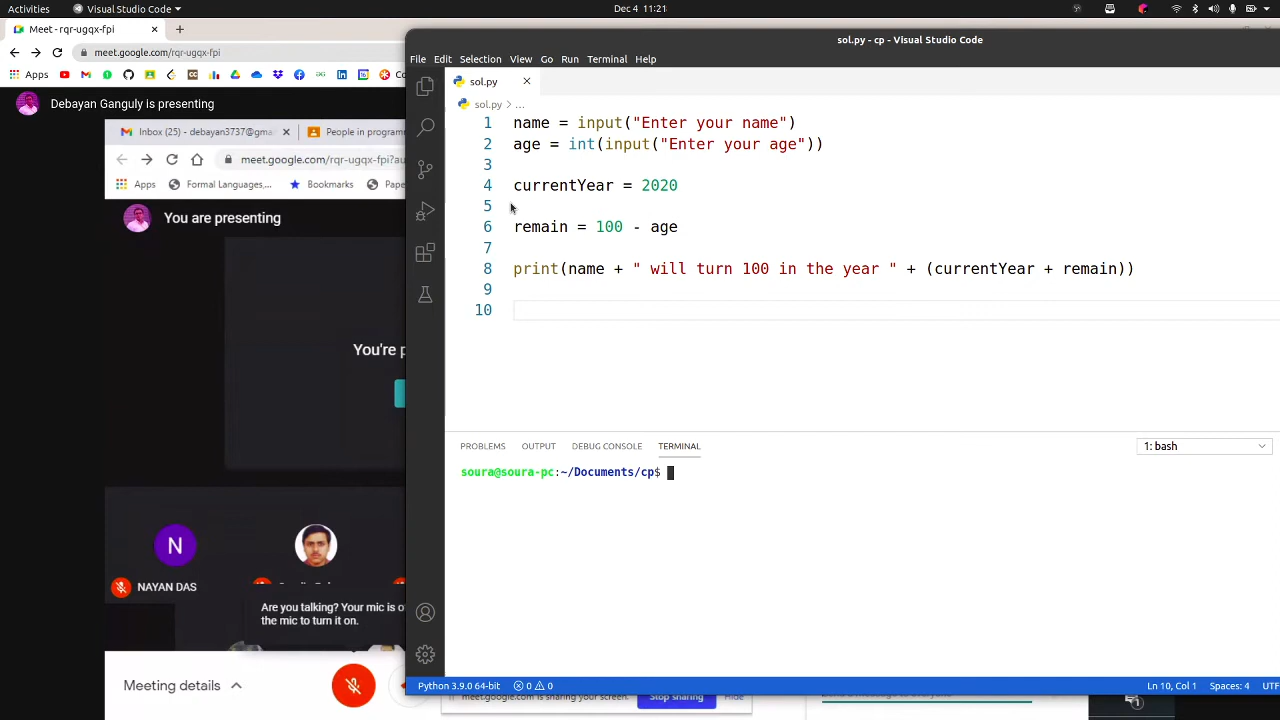 Activities
Visual Studio Code
Dec 4 11:21
Meet - rqr-ugqx-fpi
meet.google.com/rqr-ugqx-fpi
Apps
Debayan Ganguly is presenting
Inbox (25) - debayan3737@gma
People in programm
meet.google.com/rqr-ugqx-fpi?au
Apps
Formal Languages,...
Bookmarks
Pape
You are presenting
You're p
N
NAYAN DAS
Are you talking? Your mic is o
the mic to turn it on.
Meeting details
sol.py - cp - Visual Studio Code
File Edit Selection View Go Run Terminal Help
sol.py
sol.py > ...
1 name = input("Enter your name")
2 age = int(input("Enter your age"))
3
4 currentYear = 2020
5
6 remain = 100 - age
7
8 print(name + " will turn 100 in the year " + (currentYear + remain))
9
10
PROBLEMS OUTPUT DEBUG CONSOLE TERMINAL
1: bash
soura@soura-pc:~/Documents/cp$
Python 3.9.0 64-bit
0 0
Ln 10, Col 1
Spaces: 4
UTF
meet.google.com is sharing your screen.
Stop sharing
Hide